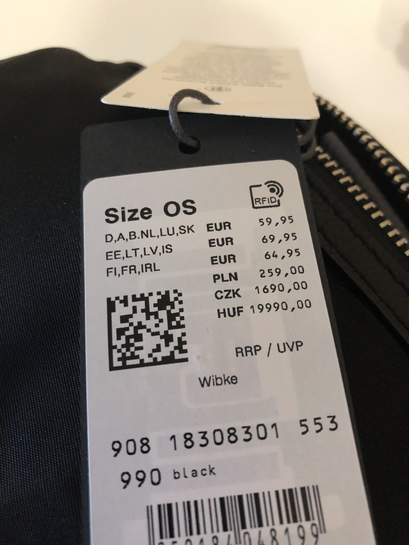 RFID
Size OS
D,A,B.NL,LU,SK EUR 59,95
EE,LT,LV,IS EUR 69,95
FI,FR,IRL EUR 64,95
PLN 259,00
CZK 1690,00
HUF 19990,00
RRP / UVP
Wibke
908 18308301 553
990 black